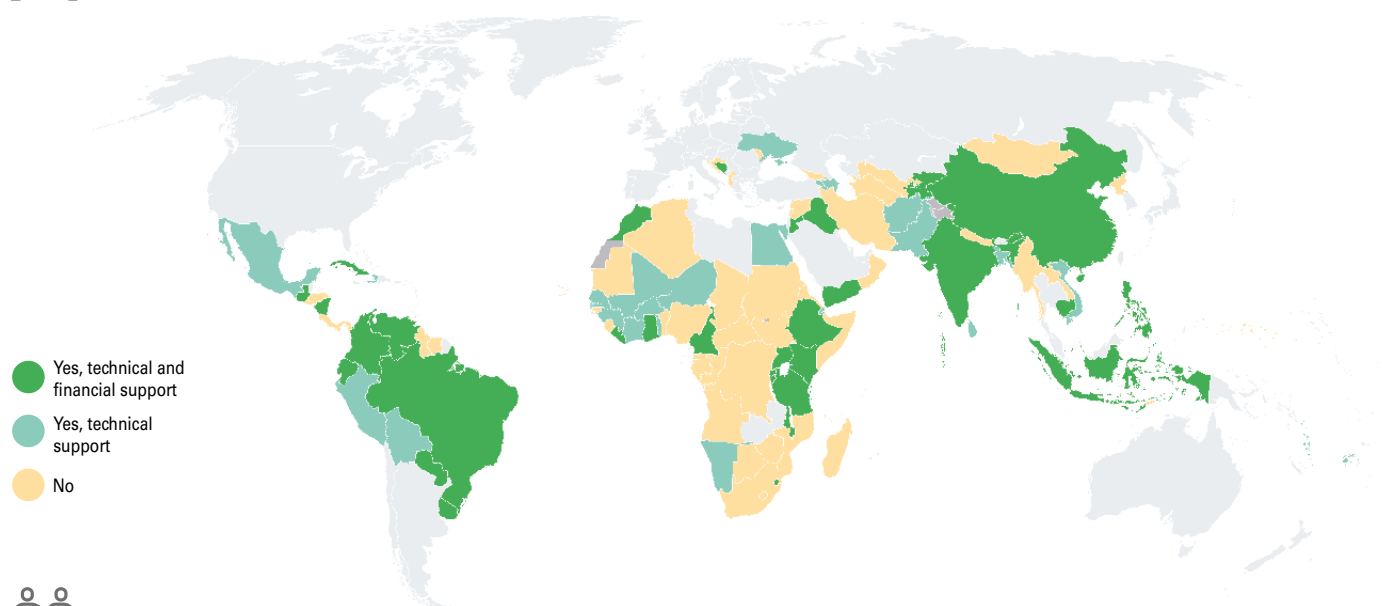 Yes, technical and
financial support
Yes, technical
support
No